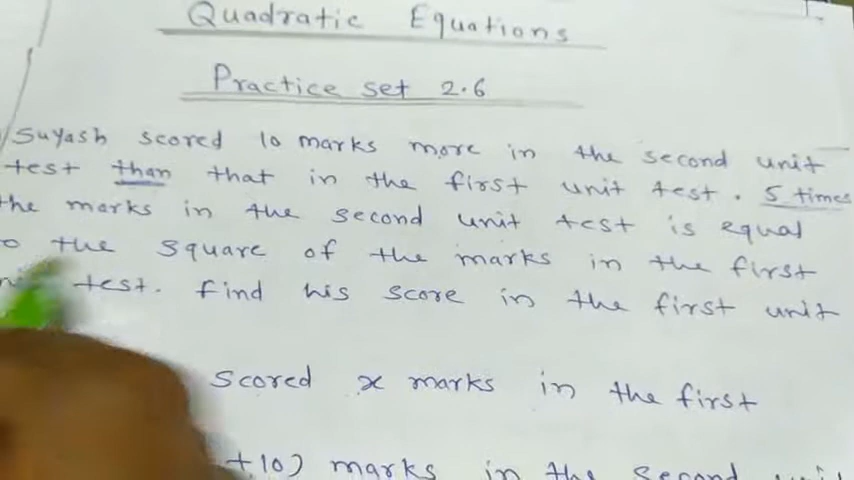 Quadratic Equations
Practice set 2.6
Suyash scored 10 marks more in the second unit
test than that in the first unit test. 5 times
the marks in the second unit test is equal
the square of the marks in the first
test. find his score in the first unit
scored x marks in the first
+10) marks in the second unit